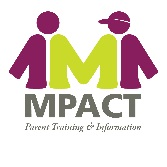 MPACT
Parent Training & Information